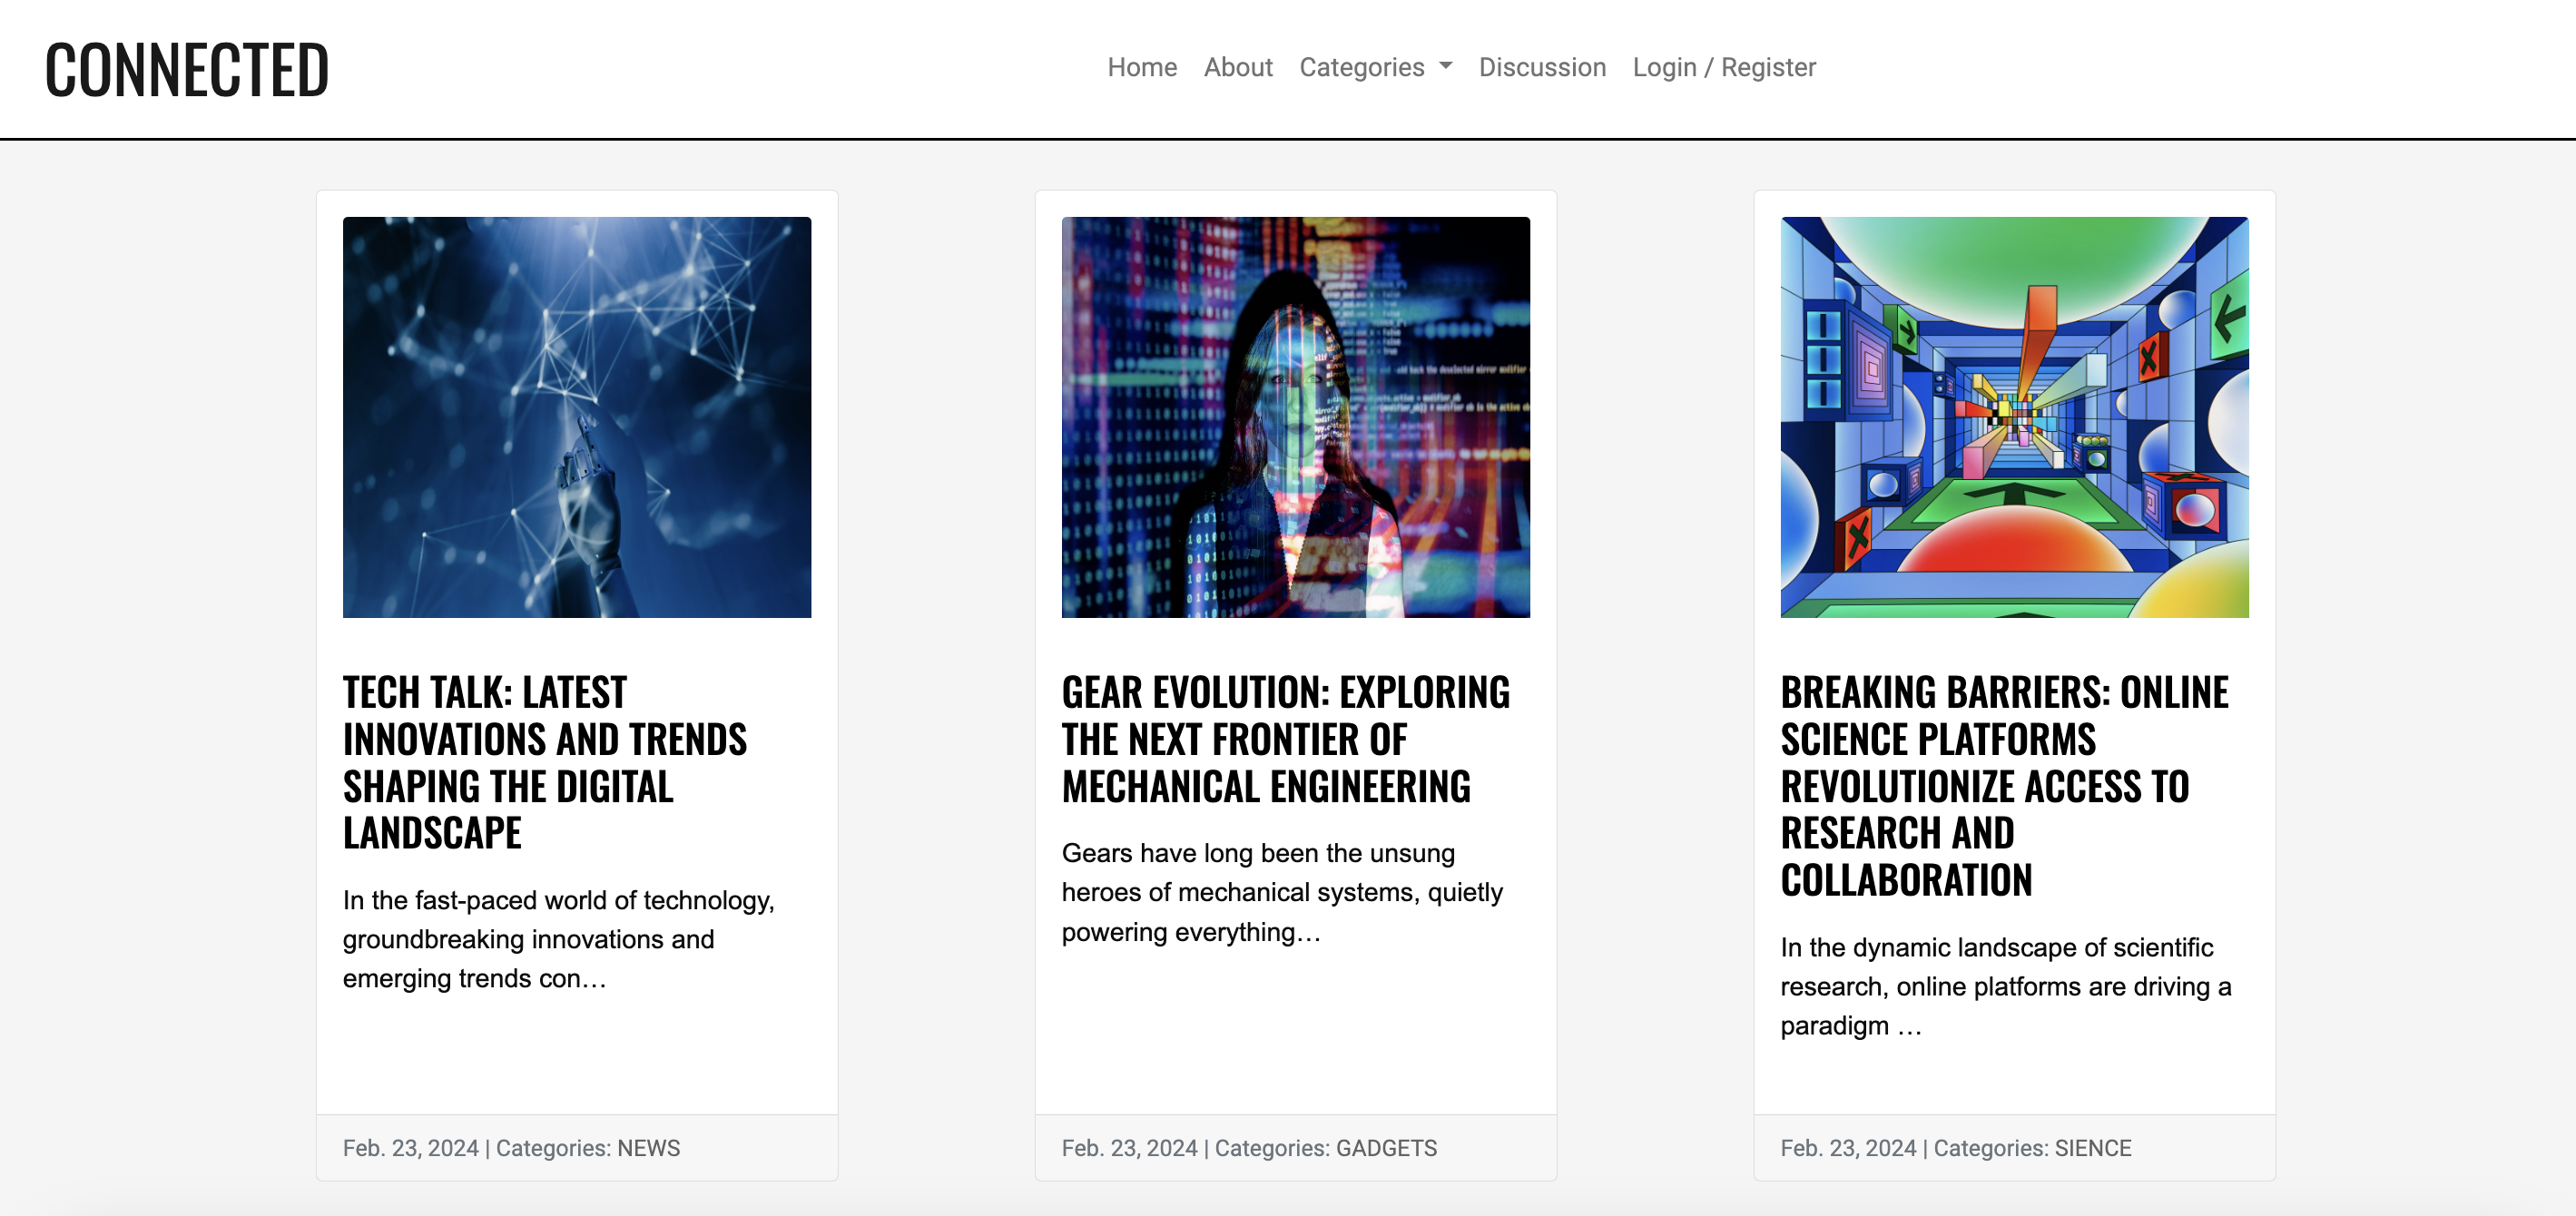 CONNECTED
Home About Categories Discussion Login / Register
TECH TALK: LATEST
INNOVATIONS AND TRENDS
SHAPING THE DIGITAL
LANDSCAPE
In the fast-paced world of technology,
groundbreaking innovations and
emerging trends con…
Feb. 23, 2024 | Categories: NEWS
GEAR EVOLUTION: EXPLORING
THE NEXT FRONTIER OF
MECHANICAL ENGINEERING
Gears have long been the unsung
heroes of mechanical systems, quietly
powering everything…
Feb. 23, 2024 | Categories: GADGETS
BREAKING BARRIERS: ONLINE
SCIENCE PLATFORMS
REVOLUTIONIZE ACCESS TO
RESEARCH AND
COLLABORATION
In the dynamic landscape of scientific
research, online platforms are driving a
paradigm …
Feb. 23, 2024 | Categories: SIENCE